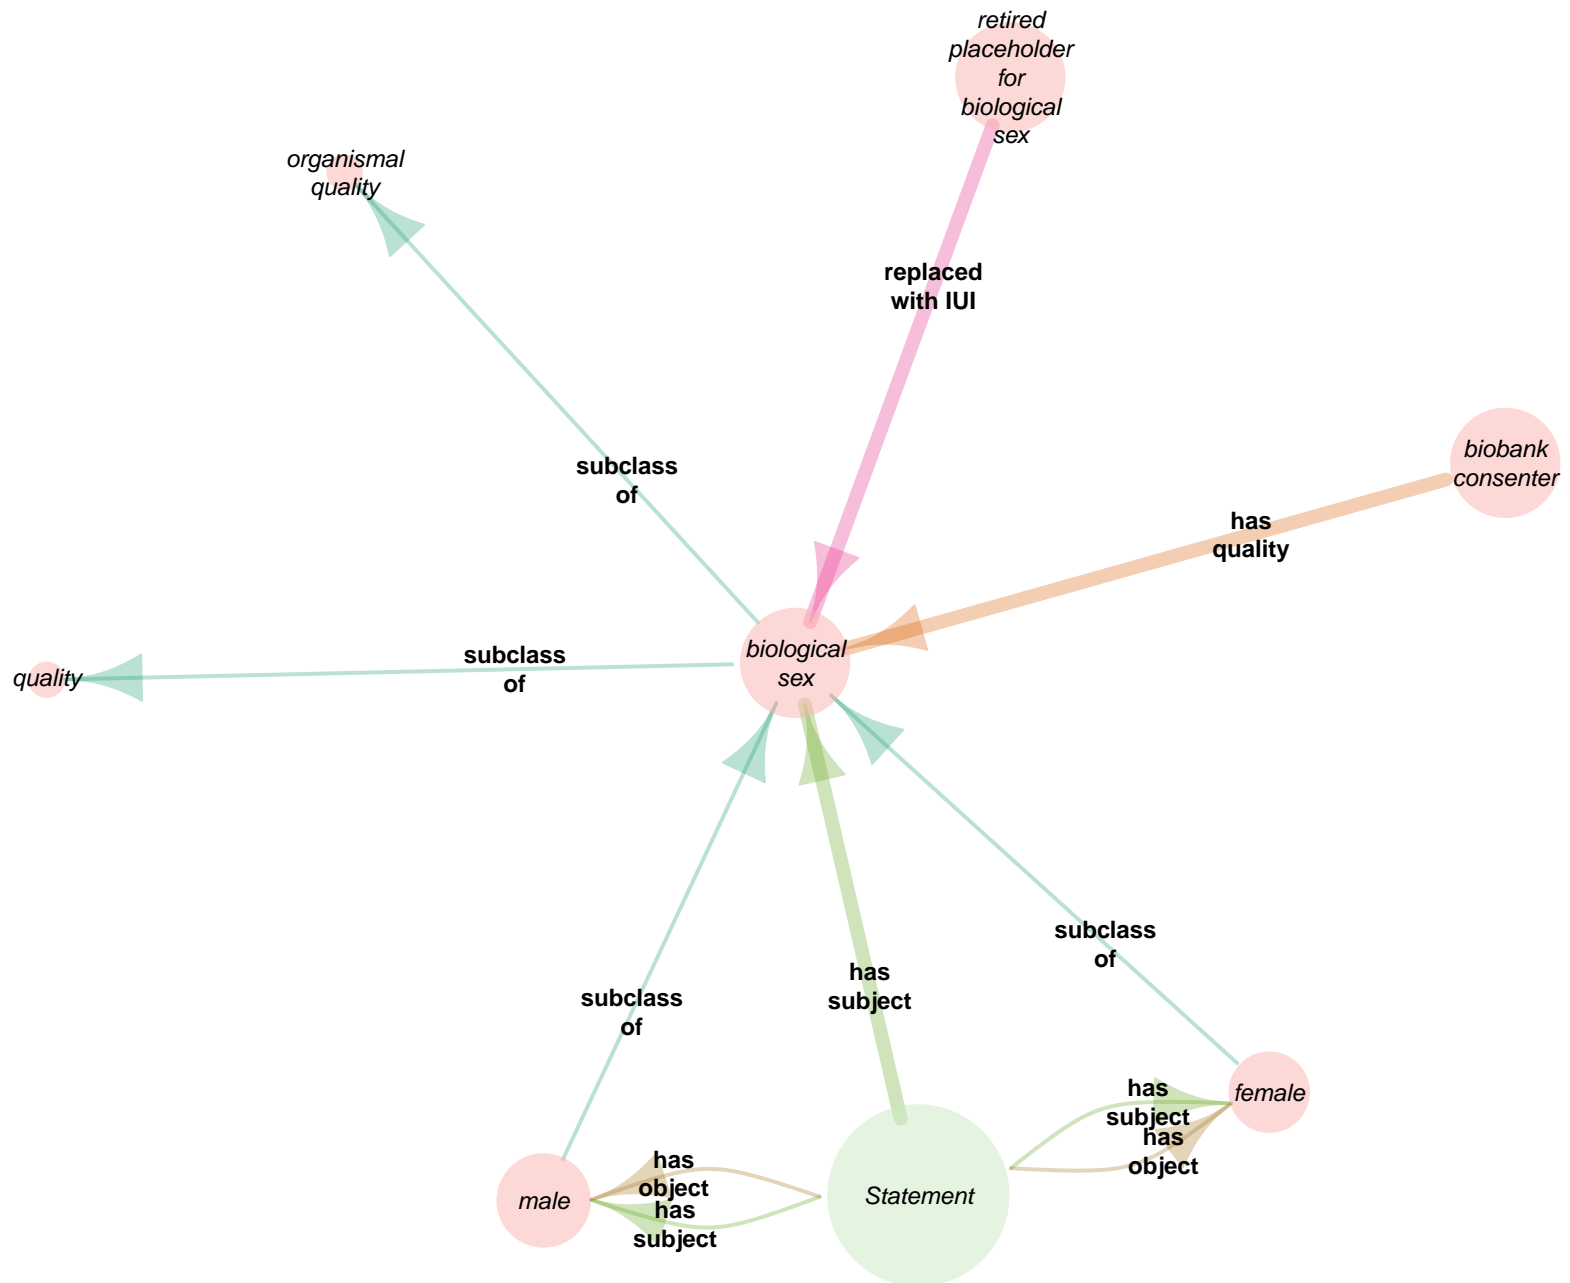 retired
placeholder
for
biological
sex
organismal
quality
replaced
with IUI
biobank
consenter
subclass
of
has
quality
biological
sex
subclass
of
quality
subclass
of
has
subject
subclass
of
has
subject
has
object
female
has
object
has
subject
male
Statement